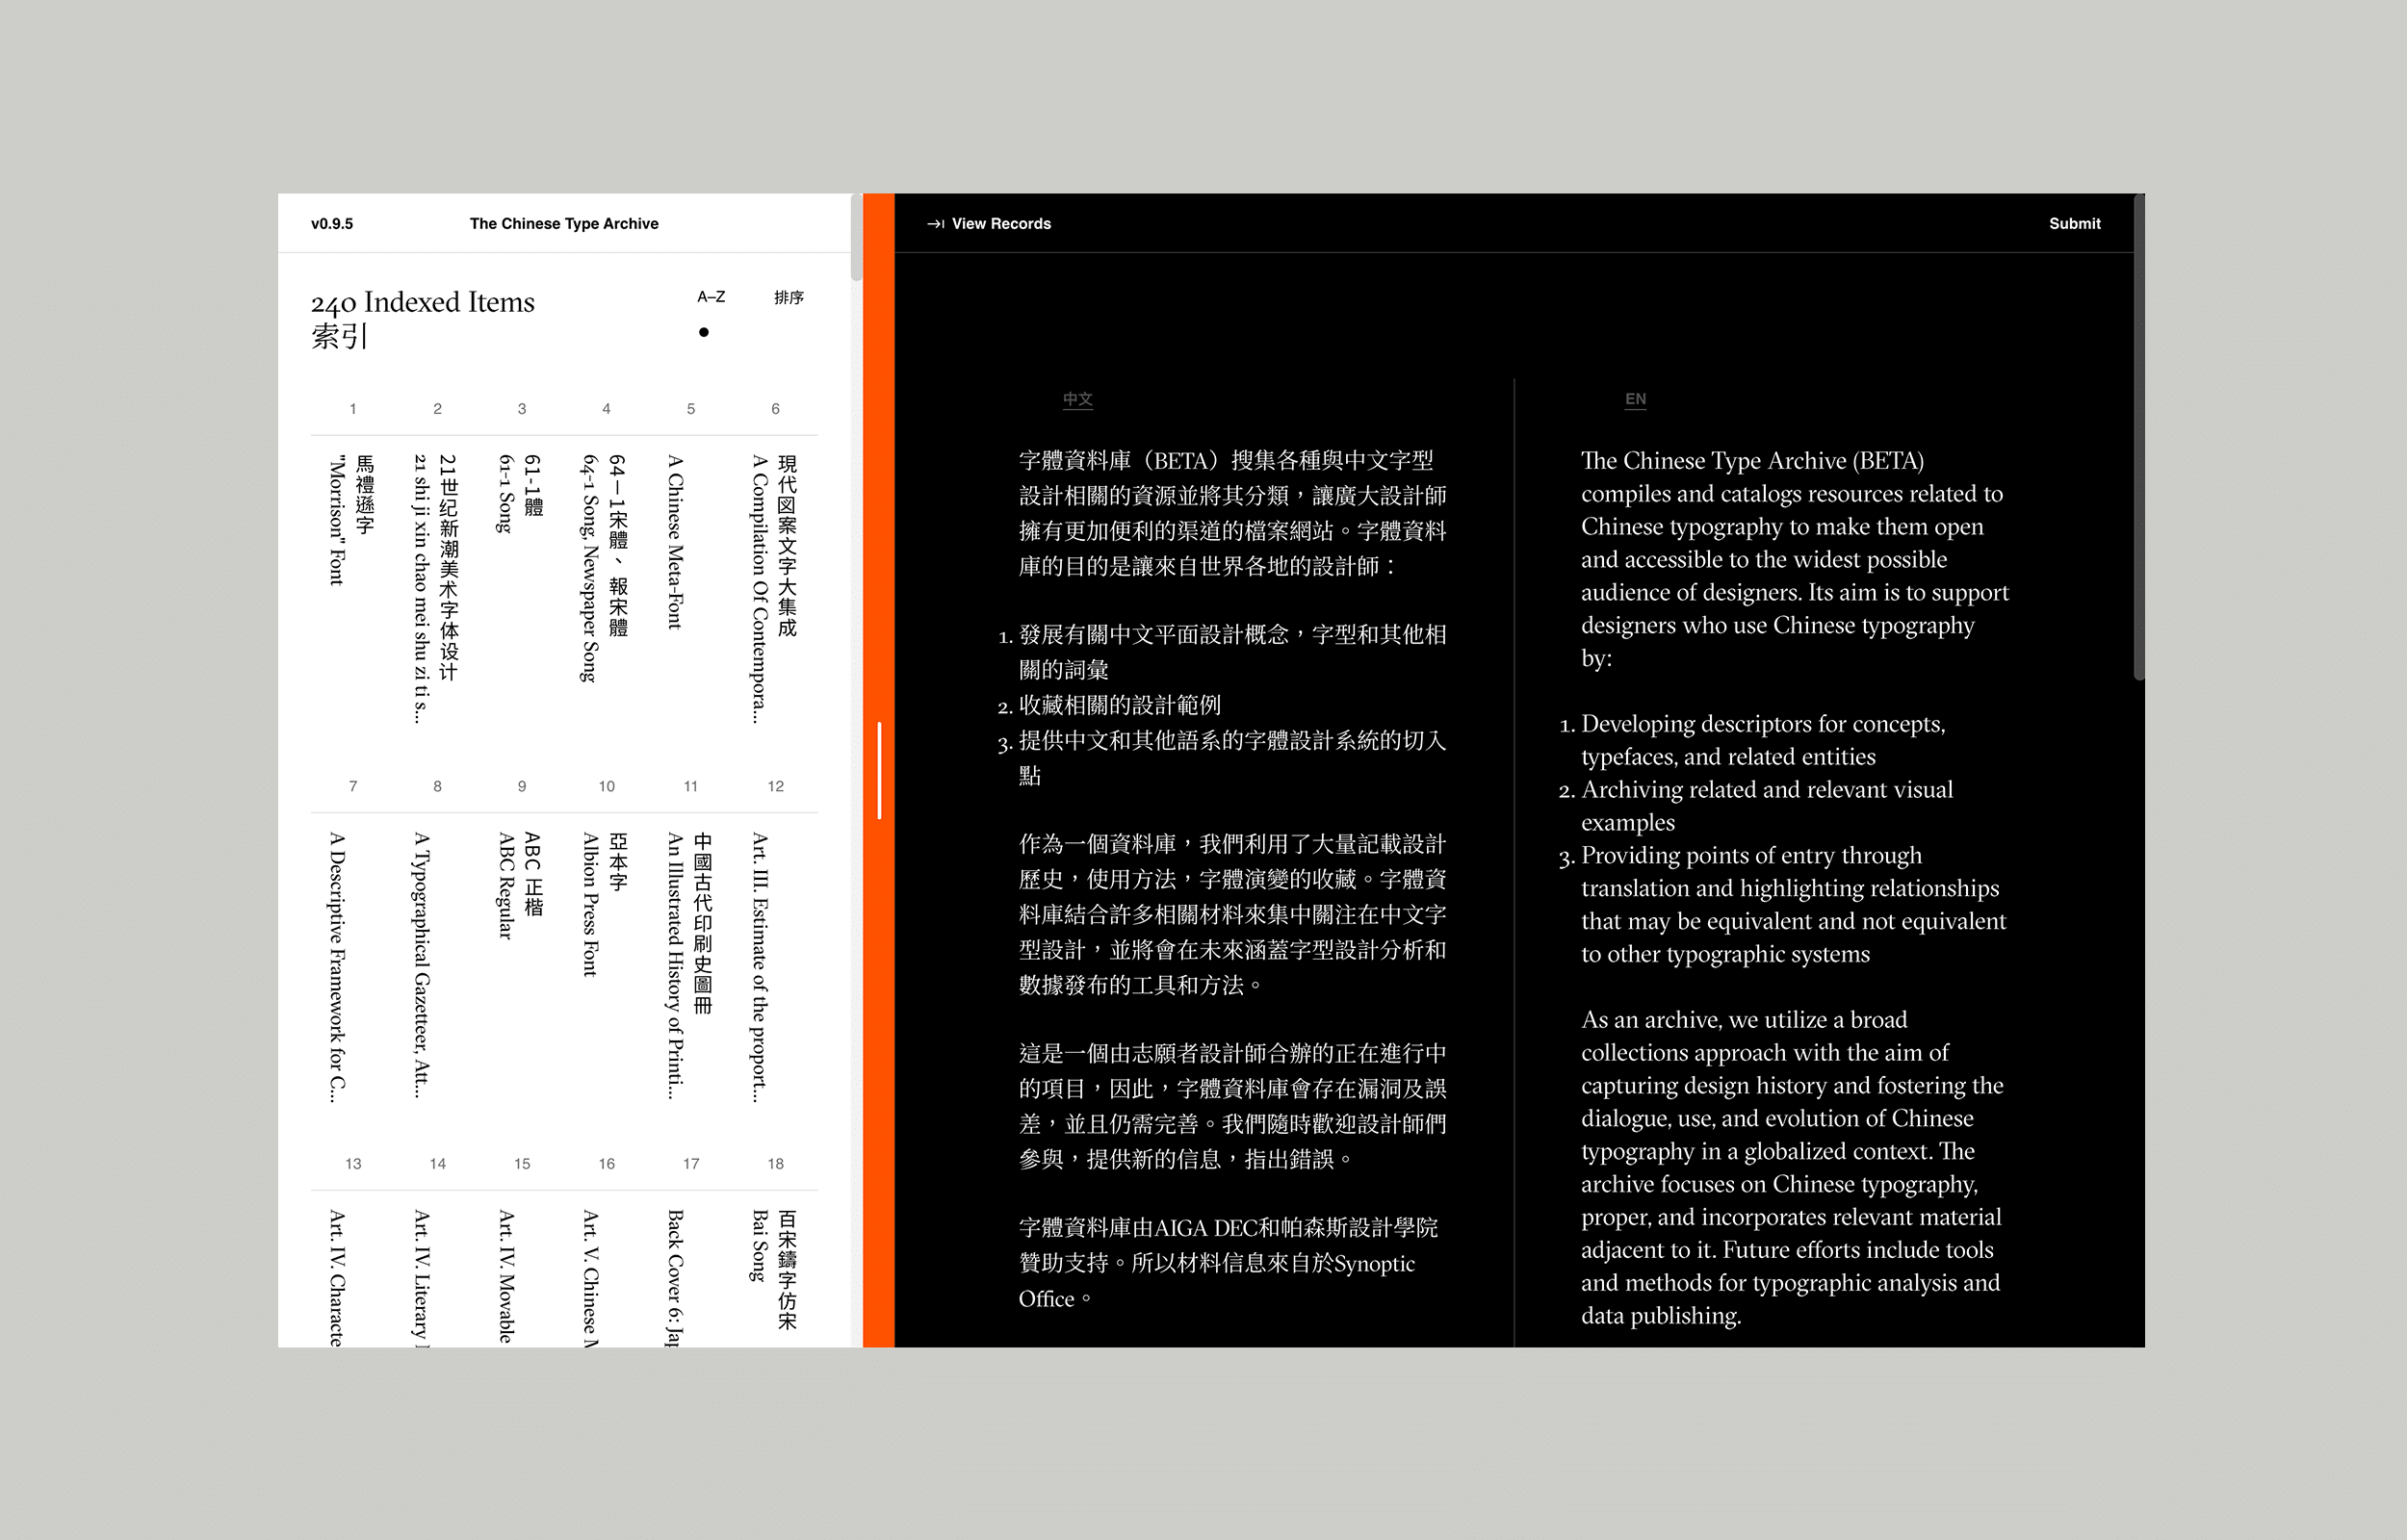 v0.9.5
The Chinese Type Archive
240 Indexed Items
索引
A–Z
排序
1
2
3
4
5
6
馬禮遜字
"Morrison" Font
21世纪新潮美术字体设计
21 shi ji xin chao mei shu zi ti s...
61-1體
61-1 Song
64—1宋體、報宋體
64-1 Song, Newspaper Song
A Chinese Meta-Font
現代図案文字大集成
A Compilation Of Contempora...
7
8
9
10
11
12
A Descriptive Framework for C...
A Typographical Gazetteer, Att...
ABC 正楷
ABC Regular
亞本字
Albion Press Font
中國古代印刷史圖冊
An Illustrated History of Printi...
Art. III. Estimate of the proport...
13
14
15
16
17
18
Art. IV. Characte
Art. IV. Literary
Art. IV. Movable
Art. V. Chinese
Back Cover 6: Jap
百宋鑄字仿宋
Bai Song
→I View Records
Submit
中文
字體資料庫（BETA）搜集各種與中文字型
設計相關的資源並將其分類，讓廣大設計師
擁有更加便利的渠道的檔案網站。字體資料
庫的目的是讓來自世界各地的設計師：
1. 發展有關中文平面設計概念，字型和其他相
關的詞彙
2. 收藏相關的設計範例
3. 提供中文和其他語系的字體設計系統的切入
點
作為一個資料庫，我們利用了大量記載設計
歷史，使用方法，字體演變的收藏。字體資
料庫結合許多相關材料來集中關注在中文字
型設計，並將會在未來涵蓋字型設計分析和
數據發布的工具和方法。
這是一個由志願者設計師合辦的正在進行中
的項目，因此，字體資料庫會存在漏洞及誤
差，並且仍需完善。我們隨時歡迎設計師們
參與，提供新的信息，指出錯誤。
字體資料庫由AIGA DEC和帕森斯設計學院
贊助支持。所以材料信息來自於Synoptic
Office。
EN
The Chinese Type Archive (BETA)
compiles and catalogs resources related to
Chinese typography to make them open
and accessible to the widest possible
audience of designers. Its aim is to support
designers who use Chinese typography
by:
1. Developing descriptors for concepts,
typefaces, and related entities
2. Archiving related and relevant visual
examples
3. Providing points of entry through
translation and highlighting relationships
that may be equivalent and not equivalent
to other typographic systems
As an archive, we utilize a broad
collections approach with the aim of
capturing design history and fostering the
dialogue, use, and evolution of Chinese
typography in a globalized context. The
archive focuses on Chinese typography,
proper, and incorporates relevant material
adjacent to it. Future efforts include tools
and methods for typographic analysis and
data publishing.